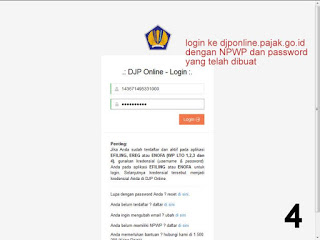 login ke djponline.pajak.go.id
dengan NPWP dan password
yang telah dibuat
.: DJP Online - Login :.
••••••••••
Login
Penting:
Jika Anda sudah terdaftar dan aktif pada aplikasi
EFILING, EREG atau ENOFA (WP LTO 1,2,3 dan
4), gunakan kredensial (username & password)
Anda pada aplikasi EFILING atau ENOFA untuk
login. Selanjutnya kredensial tersebut menjadi
kredensial Anda di DJP Online.
Lupa dengan password Anda ? reset di sini
Anda belum terdaftar ? daftar di sini
Anda ingin mengubah email ? ubah di sini
Anda belum memiliki NPWP ? daftar di sini
Anda memerlukan bantuan ? hubungi kami di 1 500
4